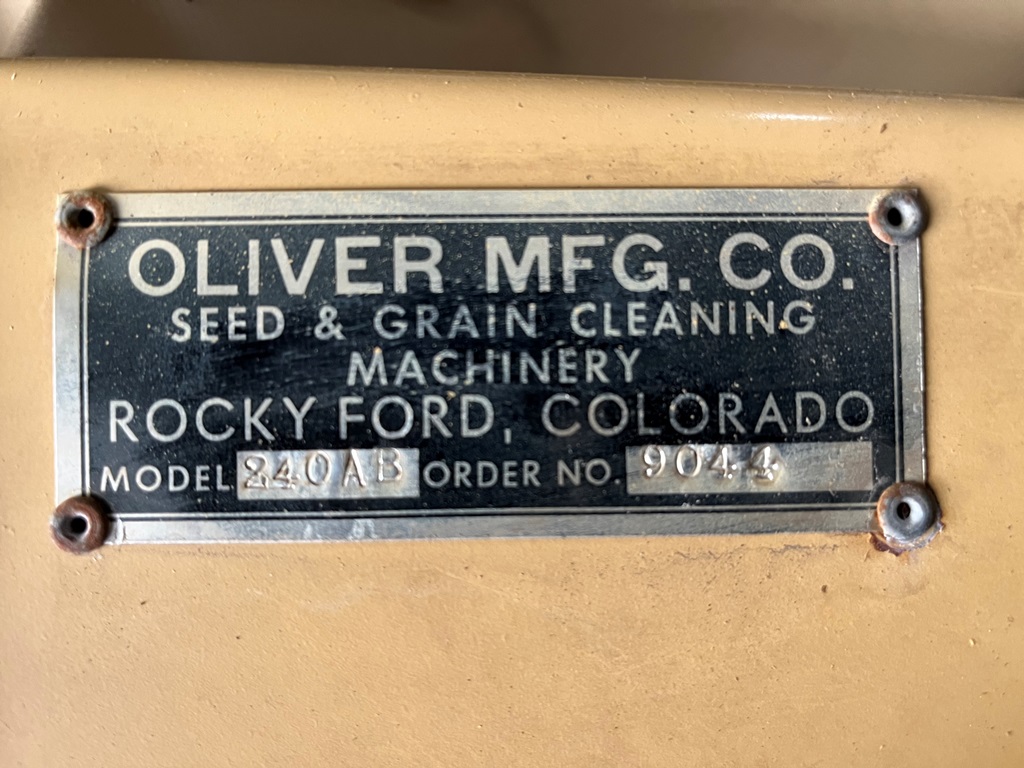 OLIVER MFG. CO.
SEED & GRAIN CLEANING
MACHINERY
ROCKY FORD, COLORADO
MODEL 240AB ORDER NO. 9044